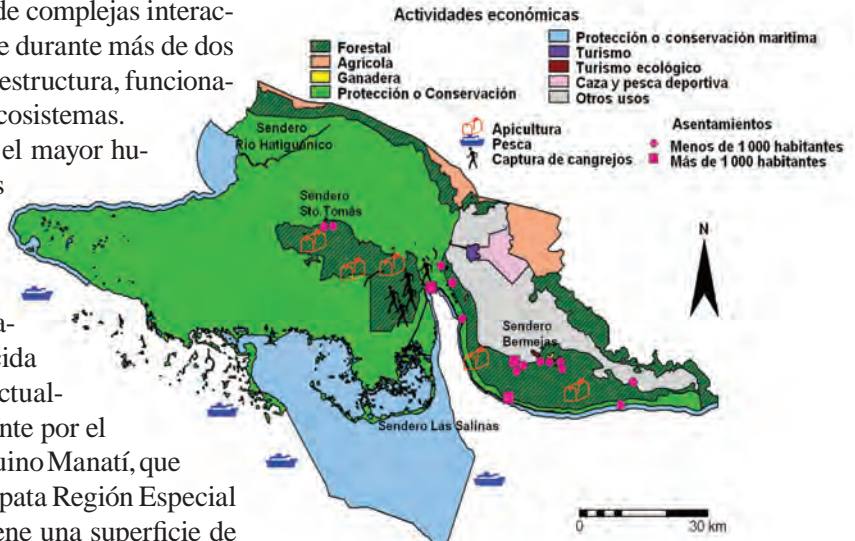 de complejas interac-
e durante más de dos
estructura, funciona-
cosistemas.
el mayor hu-
s
a-
cida
ctual-
nte por el
uino Manatí, que
pata Región Especial
ene una superficie de
Actividades económicas
Forestal
Agrícola
Ganadera
Protección o Conservación
Protección o conservación marítima
Turismo
Turismo ecológico
Caza y pesca deportiva
Otros usos
Apicultura
Pesca
Captura de cangrejos
Asentamientos
Menos de 1 000 habitantes
Más de 1 000 habitantes
Sendero
Río Hatiguánico
Sendero
Sto. Tomás
N
Sendero
Bermejas
Sendero Las Salinas
0 30 km